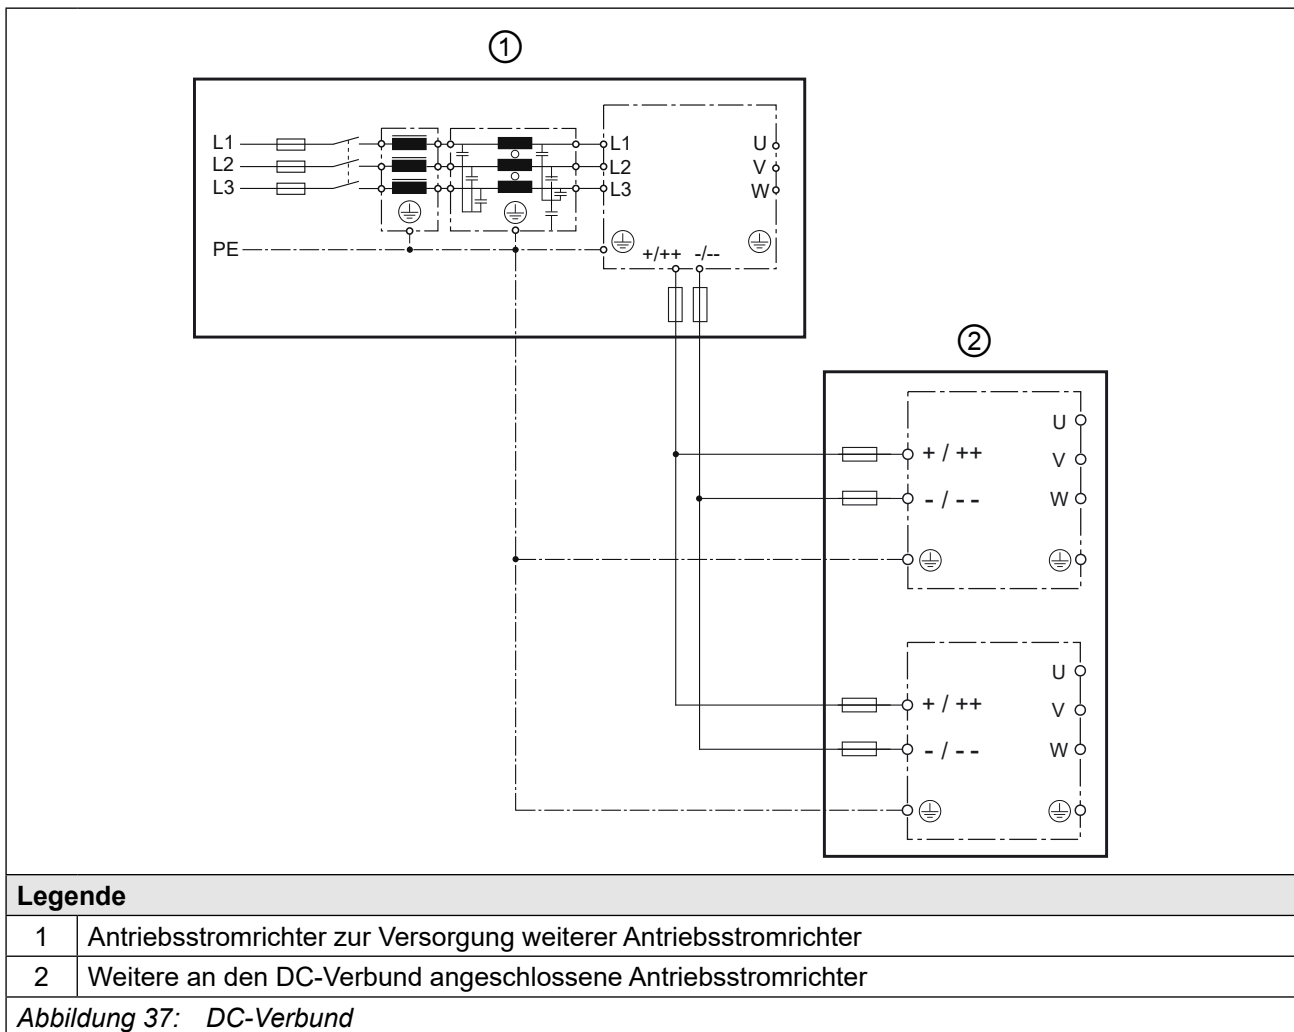 1
L1
L2
L3
PE
L1
L2
L3
U
V
W
+/++ -/--
2
U
+ / ++
V
- / - -
W
U
+ / ++
V
- / - -
W
Legende
1 Antriebsstromrichter zur Versorgung weiterer Antriebsstromrichter
2 Weitere an den DC-Verbund angeschlossene Antriebsstromrichter
Abbildung 37: DC-Verbund